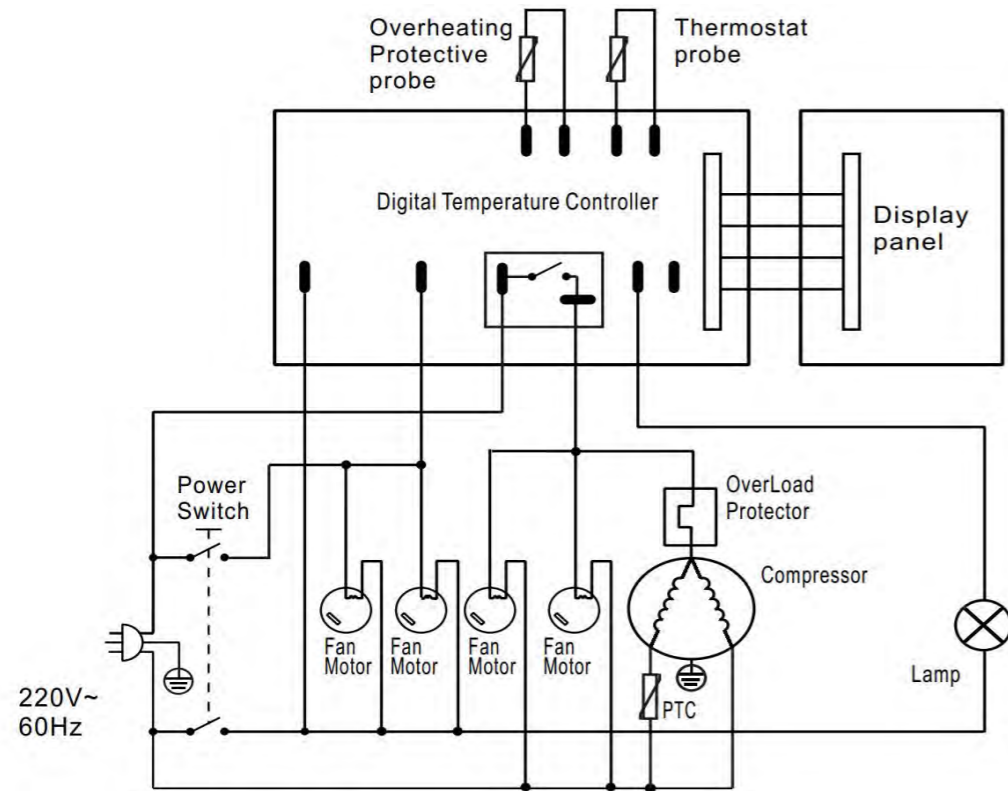 Overheating
Protective
probe
Thermostat
probe
Digital Temperature Controller
Display
panel
Power
Switch
OverLoad
Protector
Compressor
Fan
Motor
Fan
Motor
Fan
Motor
Fan
Motor
PTC
Lamp
220V~
60Hz